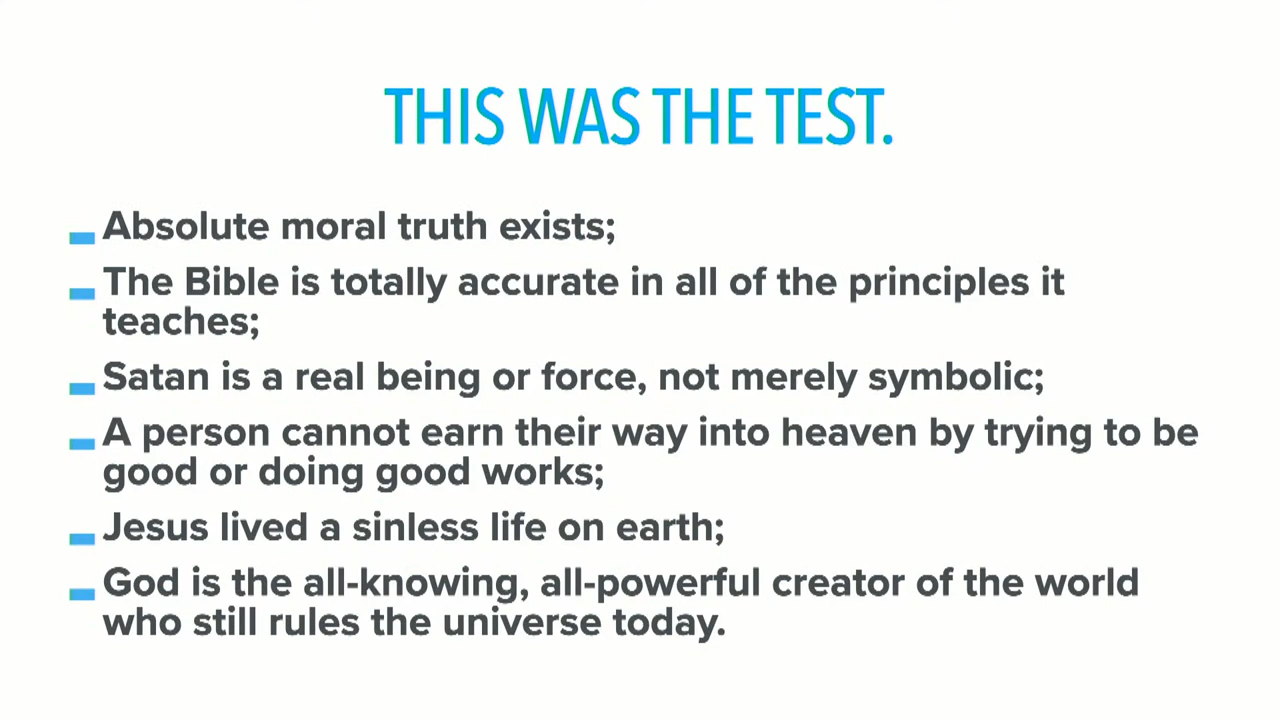 THIS WAS THE TEST.
Absolute moral truth exists;
The Bible is totally accurate in all of the principles it
teaches;
Satan is a real being or force, not merely symbolic;
A person cannot earn their way into heaven by trying to be
good or doing good works;
Jesus lived a sinless life on earth;
God is the all-knowing, all-powerful creator of the world
who still rules the universe today.